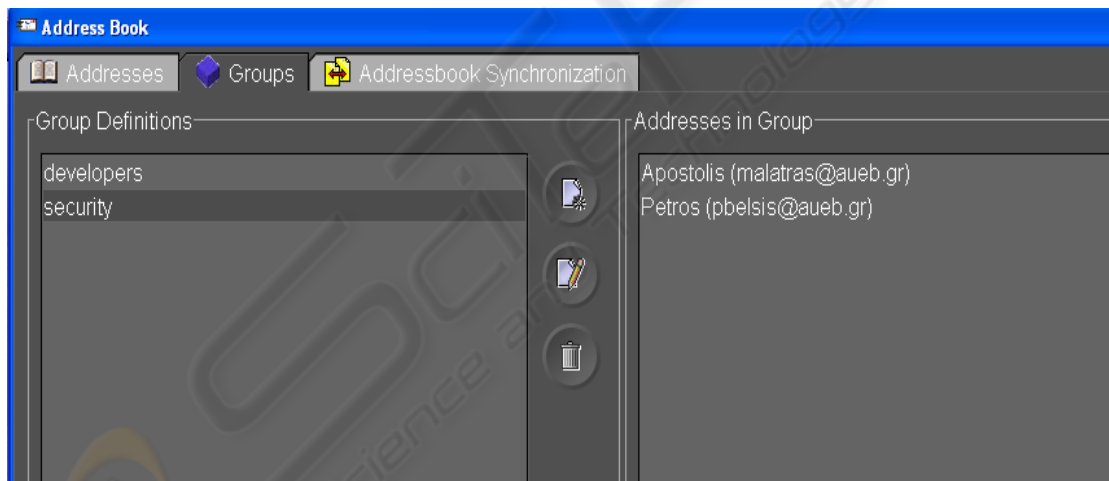 Address Book
Addresses Groups Addressbook Synchronization
Group Definitions
developers
security
Addresses in Group
Apostolis (malatras@aueb.gr)
Petros (pbelsis@aueb.gr)